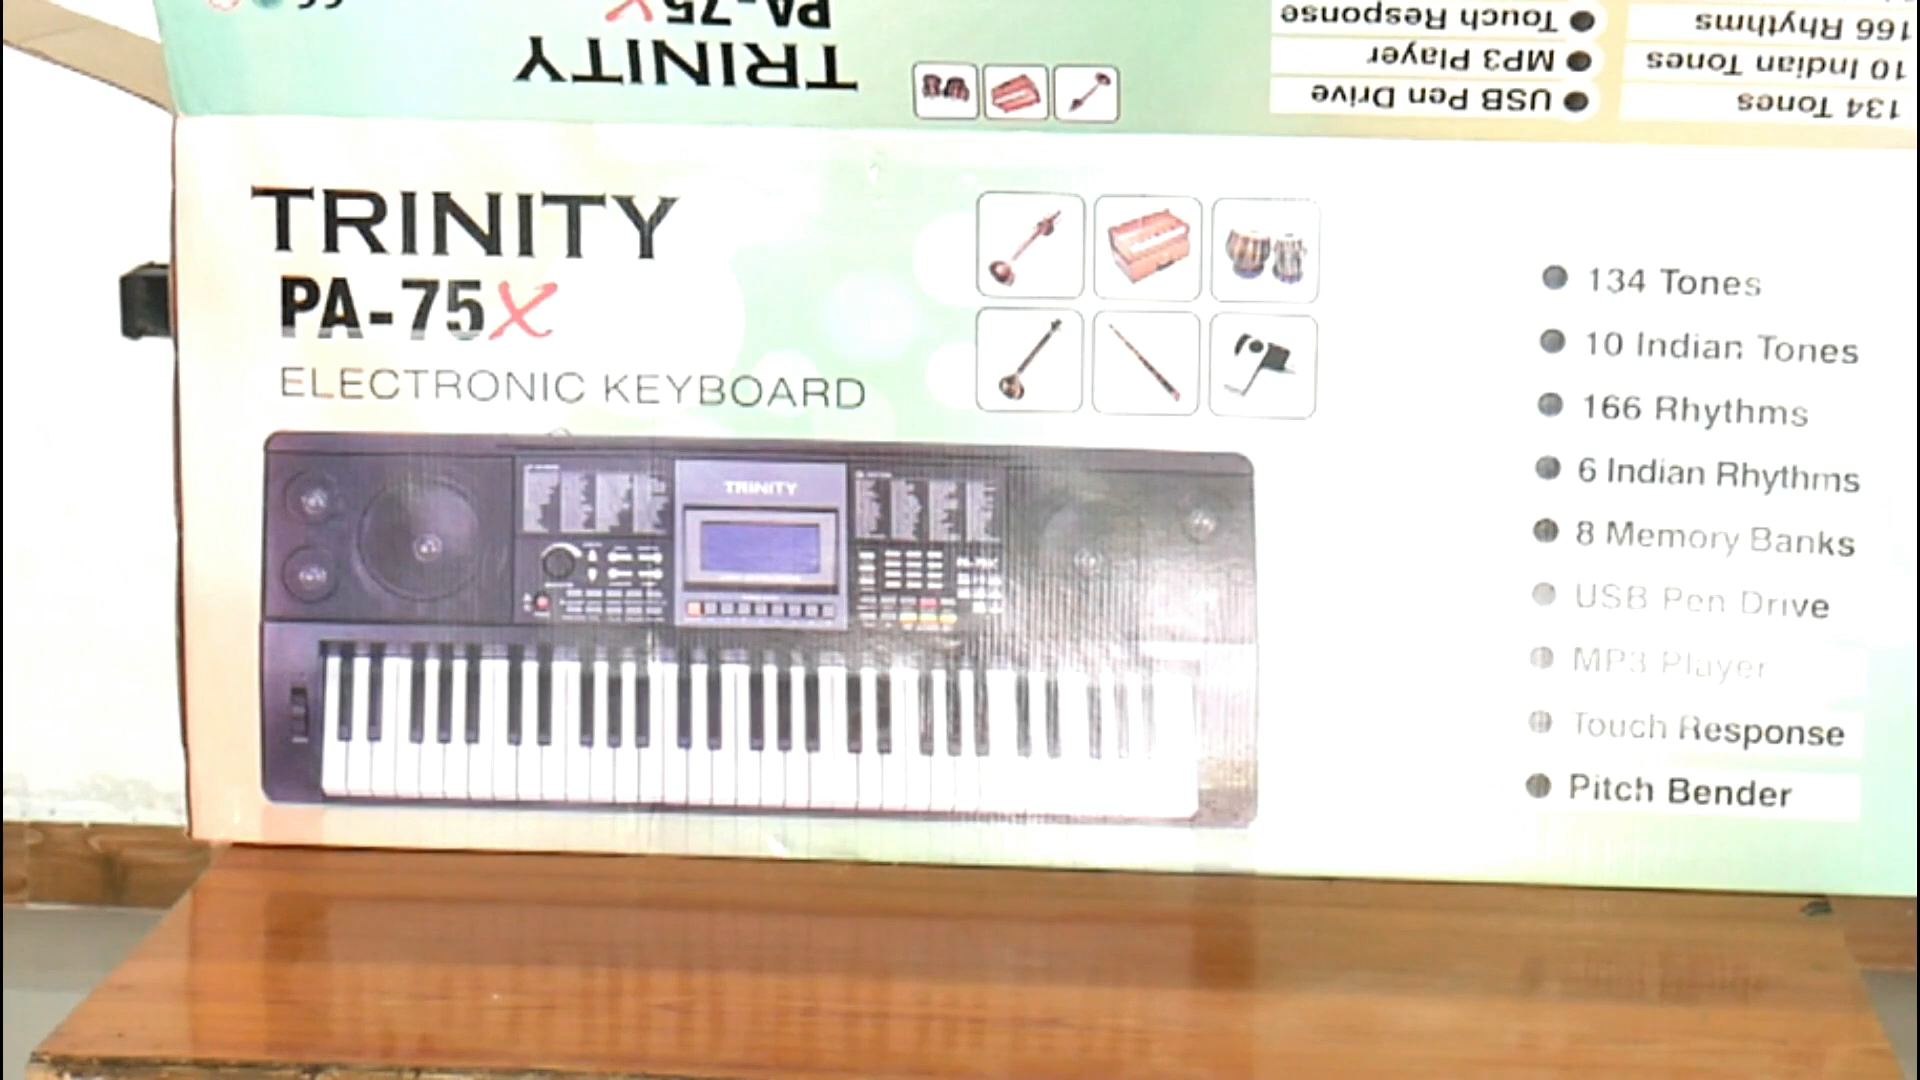 PA-75X
TRINITY
Touch Response
MP3 Player
USB Pen Drive
166 Rhythms
10 Indian Tones
134 Tones
TRINITY
PA-75X
ELECTRONIC KEYBOARD
TRINITY
134 Tones
10 Indian Tones
166 Rhythms
6 Indian Rhythms
8 Memory Banks
USB Pen Drive
MP3 Player
Touch Response
Pitch Bender